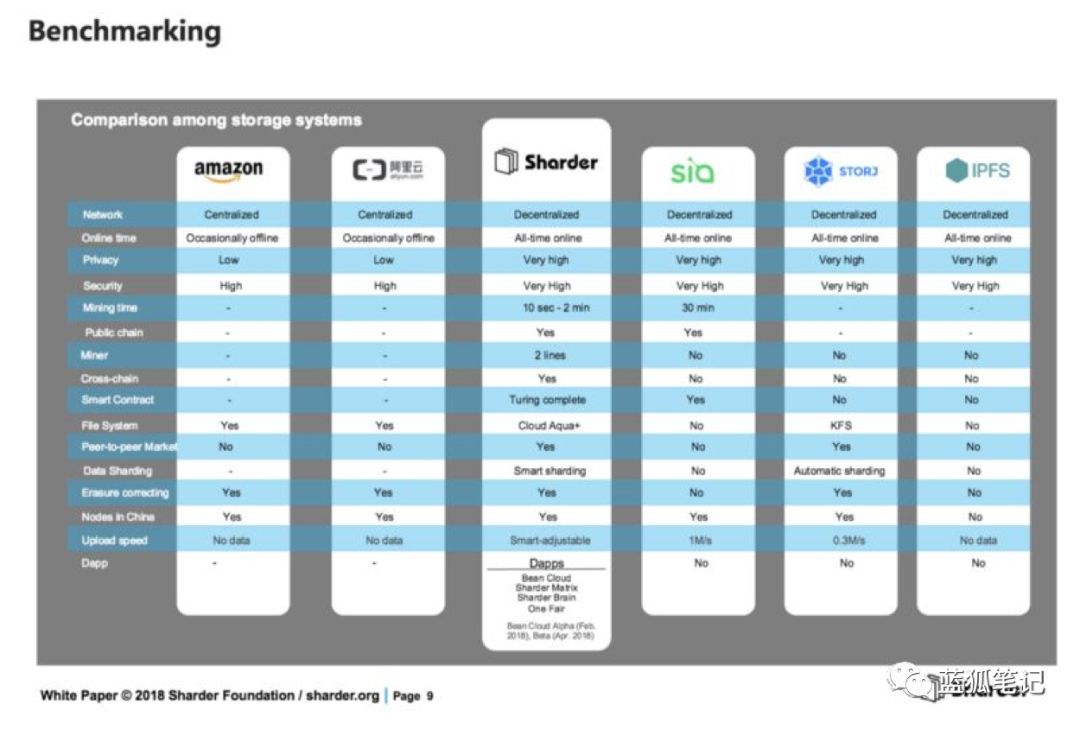 Benchmarking
Comparison among storage systems
amazon 阿里云 aliyun.com Sharder sia STORJ IPFS
Network Centralized Centralized Decentralized Decentralized Decentralized Decentralized
Online time Occasionally offline Occasionally offline All-time online All-time online All-time online All-time online
Privacy Low Low Very high Very high Very high Very high
Security High High Very High Very High Very High Very High
Mining time - - 10 sec - 2 min 30 min - -
Public chain - - Yes Yes - -
Miner - - 2 lines No No No
Cross-chain - - Yes No No No
Smart Contract - - Turing complete Yes No No
File System Yes Yes Cloud Aqua+ No KFS No
Peer-to-peer Market No No Yes No Yes No
Data Sharding - - Smart sharding No Automatic sharding No
Erasure correcting Yes Yes Yes No Yes No
Nodes in China Yes Yes Yes Yes Yes No
Upload speed No data No data Smart-adjustable 1M/s 0.3M/s No data
Dapp - - Dapps No No No
Bean Cloud
Sharder Matrix
Sharder Brain
One Fair
Bean Cloud Alpha (Feb.
2018), Beta (Apr. 2018)
White Paper © 2018 Sharder Foundation / sharder.org | Page 9
蓝狐笔记
Sharder